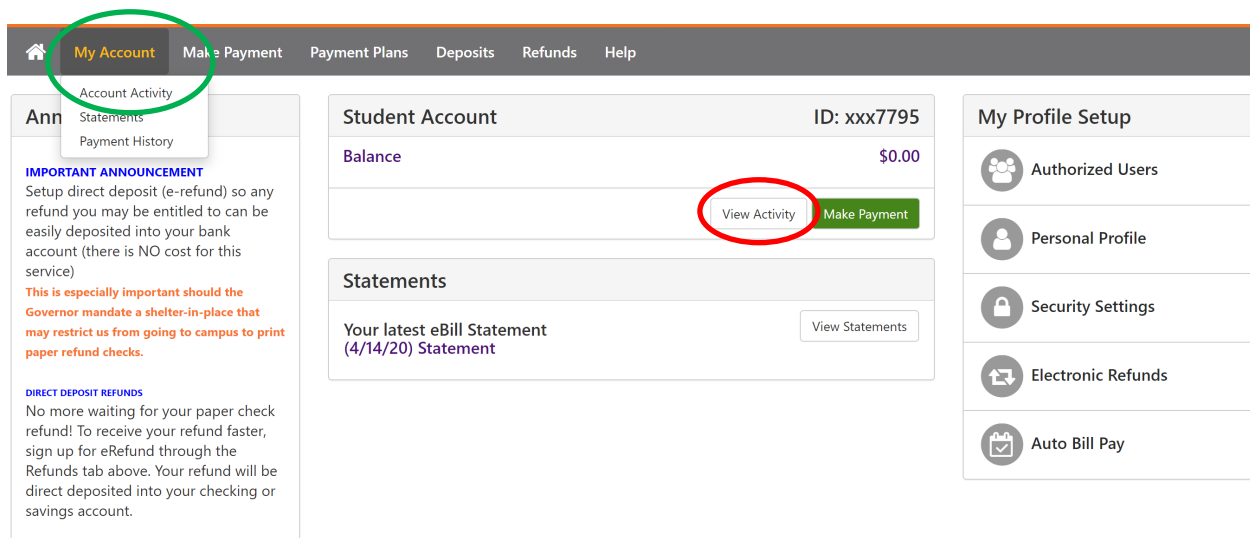 My Account
Make Payment
Payment Plans
Deposits
Refunds
Help
Account Activity
Statements
Payment History
Ann
IMPORTANT ANNOUNCEMENT
Setup direct deposit (e-refund) so any
refund you may be entitled to can be
easily deposited into your bank
account (there is NO cost for this
service)
This is especially important should the
Governor mandate a shelter-in-place that
may restrict us from going to campus to print
paper refund checks.
DIRECT DEPOSIT REFUNDS
No more waiting for your paper check
refund! To receive your refund faster,
sign up for eRefund through the
Refunds tab above. Your refund will be
direct deposited into your checking or
savings account.
Student Account
ID: xxx7795
Balance
$0.00
View Activity
Make Payment
Statements
Your latest eBill Statement
(4/14/20) Statement
View Statements
My Profile Setup
Authorized Users
Personal Profile
Security Settings
Electronic Refunds
Auto Bill Pay